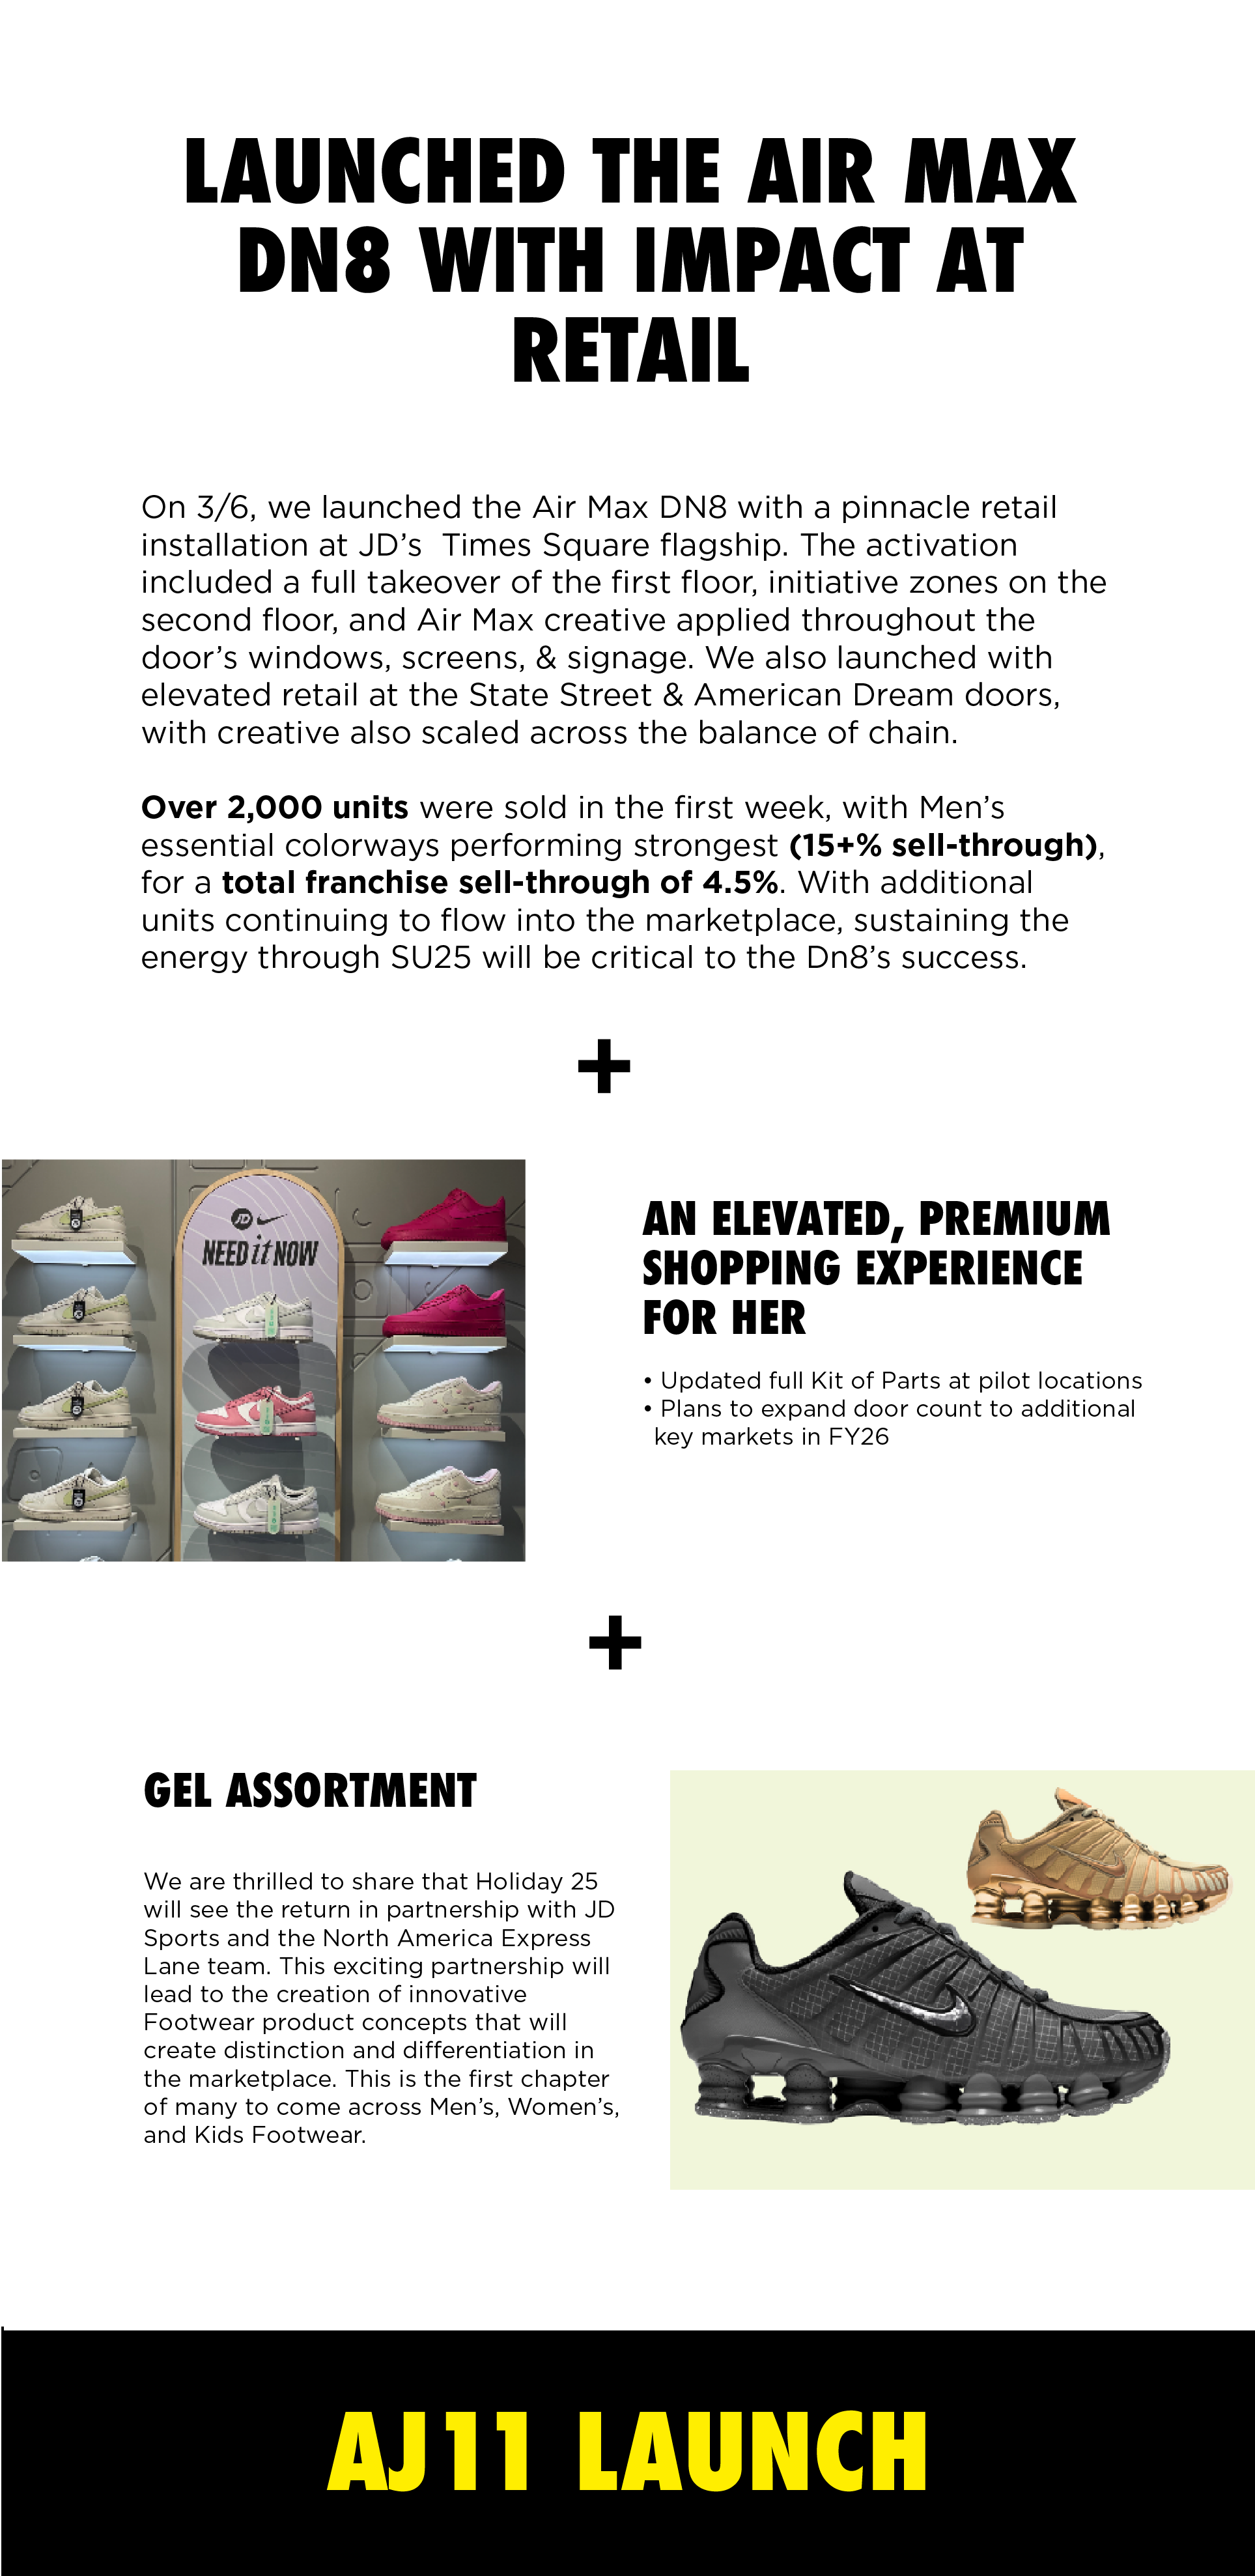 LAUNCHED THE AIR MAX
DN8 WITH IMPACT AT
RETAIL
On 3/6, we launched the Air Max DN8 with a pinnacle retail
installation at JD’s  Times Square flagship. The activation
included a full takeover of the first floor, initiative zones on the
second floor, and Air Max creative applied throughout the
door’s windows, screens, & signage. We also launched with
elevated retail at the State Street & American Dream doors,
with creative also scaled across the balance of chain.
Over 2,000 units were sold in the first week, with Men’s
essential colorways performing strongest (15+% sell-through),
for a total franchise sell-through of 4.5%. With additional
units continuing to flow into the marketplace, sustaining the
energy through SU25 will be critical to the Dn8’s success.
+
JD
NEED it NOW
AN ELEVATED, PREMIUM
SHOPPING EXPERIENCE
FOR HER
• Updated full Kit of Parts at pilot locations
• Plans to expand door count to additional
key markets in FY26
+
GEL ASSORTMENT
We are thrilled to share that Holiday 25
will see the return in partnership with JD
Sports and the North America Express
Lane team. This exciting partnership will
lead to the creation of innovative
Footwear product concepts that will
create distinction and differentiation in
the marketplace. This is the first chapter
of many to come across Men’s, Women’s,
and Kids Footwear.
AJ11 LAUNCH